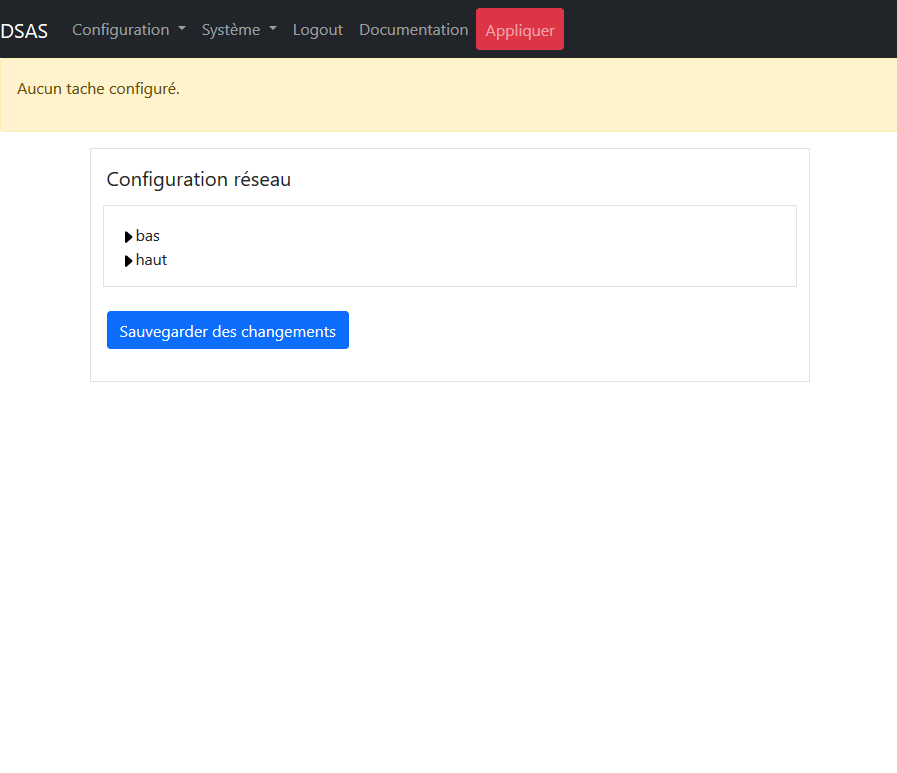 DSAS Configuration Système Logout Documentation Appliquer
Aucun tache configuré.
Configuration réseau
bas
haut
Sauvegarder des changements